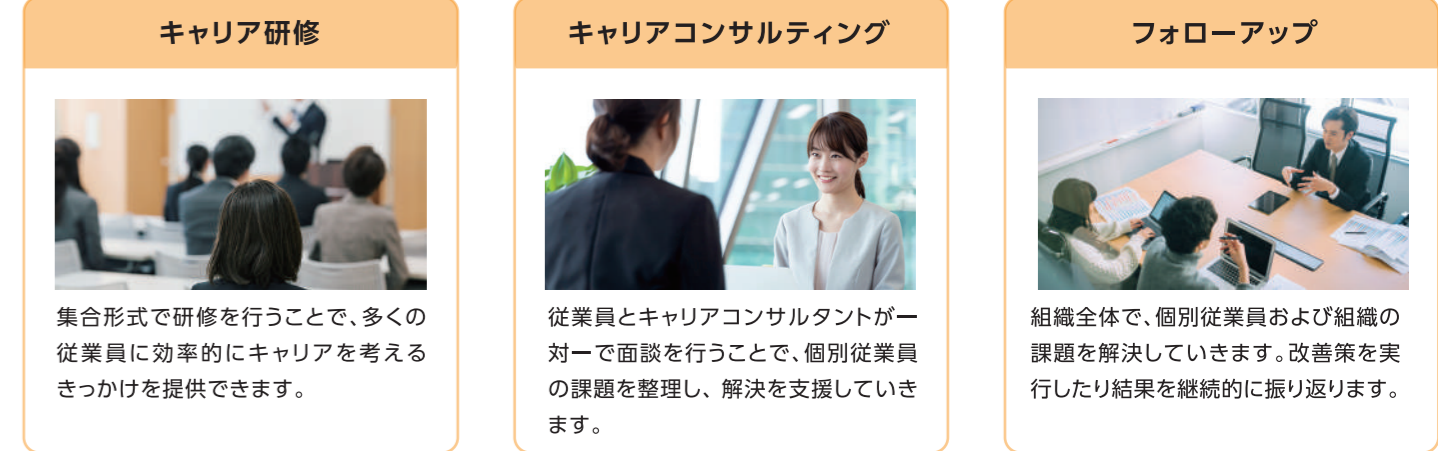 キャリア研修
集合形式で研修を行うことで、多くの
従業員に効率的にキャリアを考える
きっかけを提供できます。
キャリアコンサルティング
従業員とキャリアコンサルタントが一
対一で面談を行うことで、個別従業員
の課題を整理し、解決を支援していき
ます。
フォローアップ
組織全体で、個別従業員および組織の
課題を解決していきます。改善策を実
行したり結果を継続的に振り返ります。